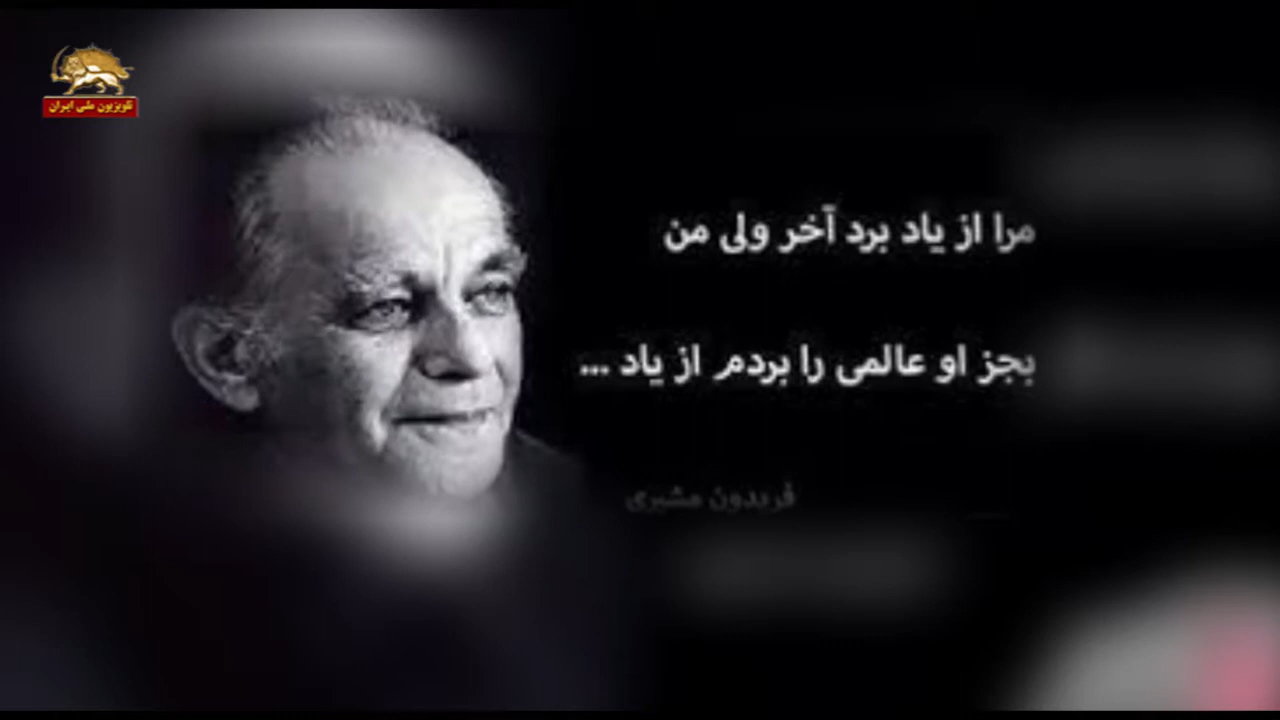 تلویزیون ملی ایران
مرا از یاد برد آخر ولی من
بجز او عالمی را بردم از یاد ...
فریدون مشیری